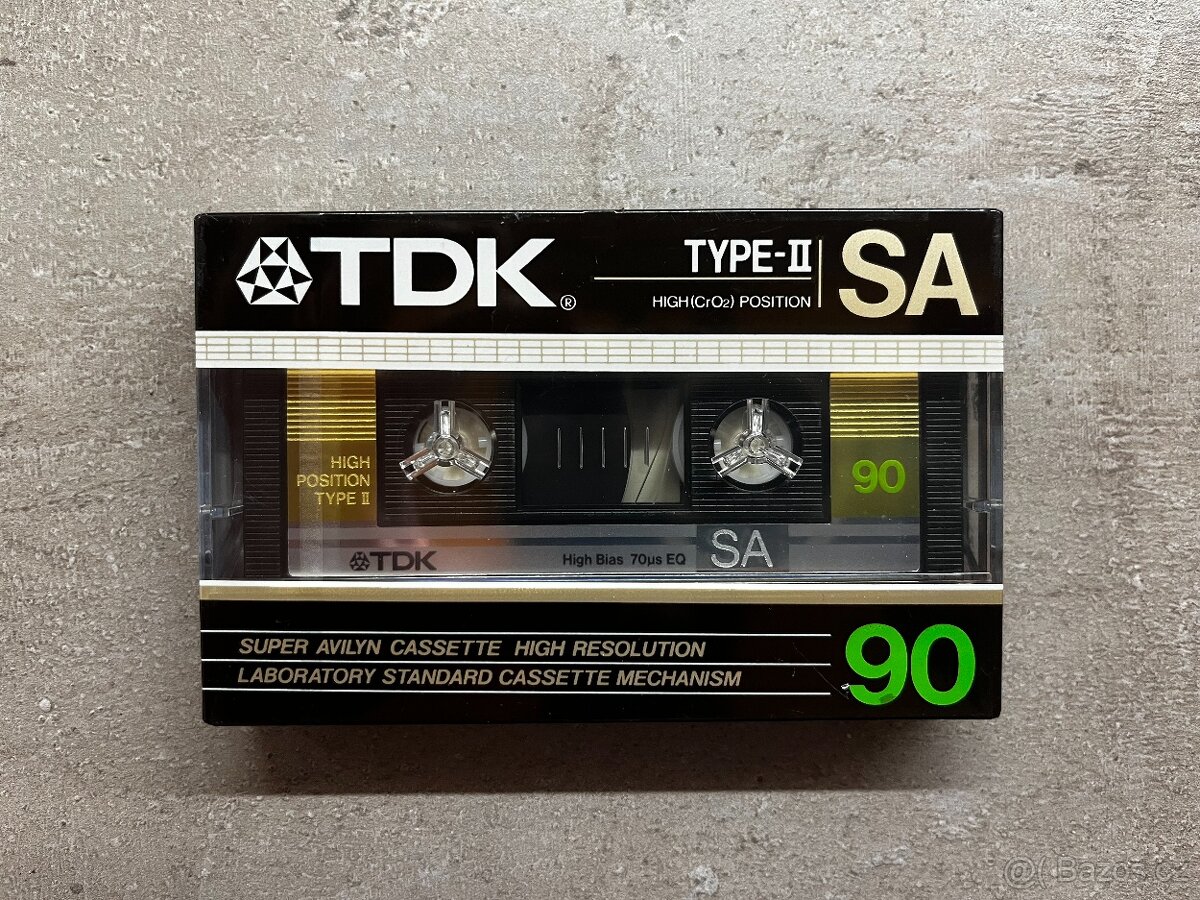 TDK®
TYPE-II
HIGH (CrO2) POSITION
SA
HIGH
POSITION
TYPE II
90
TDK
High Bias 70µs EQ
SA
SUPER AVILYN CASSETTE HIGH RESOLUTION
LABORATORY STANDARD CASSETTE MECHANISM
90
Bazos.cz